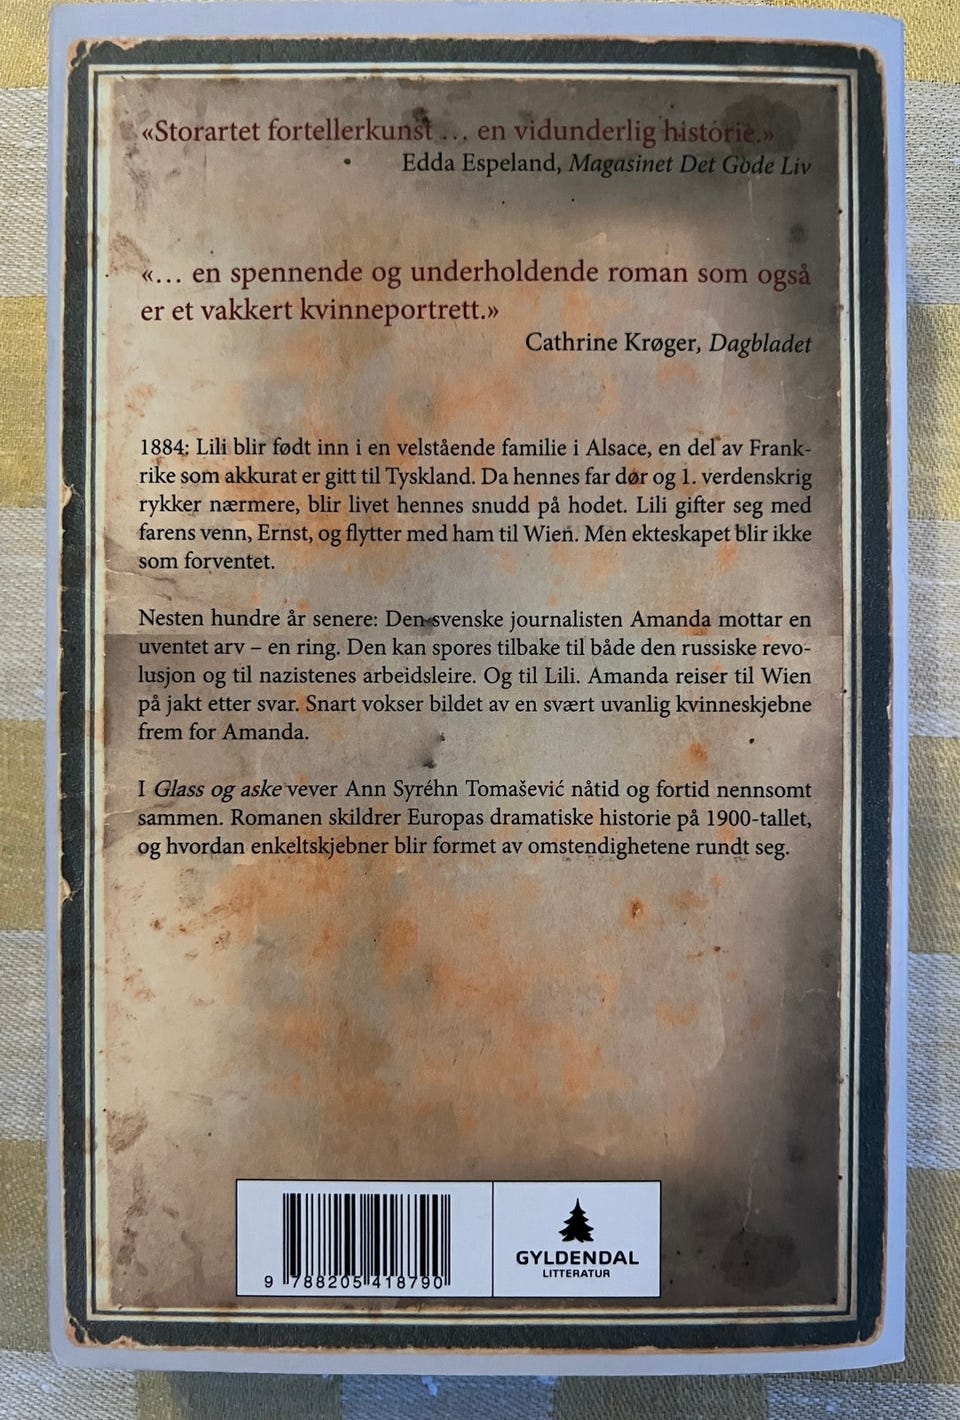 «Storartet fortellerkunst ... en vidunderlig historie.»
Edda Espeland, Magasinet Det Gode Liv
«... en spennende og underholdende roman som også
er et vakkert kvinneportrett.»
Cathrine Krøger, Dagbladet
1884: Lili blir født inn i en velstående familie i Alsace, en del av Frank-
rike som akkurat er gitt til Tyskland. Da hennes far dør og 1. verdenskrig
rykker nærmere, blir livet hennes snudd på hodet. Lili gifter seg med
farens venn, Ernst, og flytter med ham til Wien. Men ekteskapet blir ikke
som forventet.
Nesten hundre år senere: Den svenske journalisten Amanda mottar en
uventet arv – en ring. Den kan spores tilbake til både den russiske revo-
lusjon og til nazistenes arbeidsleire. Og til Lili. Amanda reiser til Wien
på jakt etter svar. Snart vokser bildet av en svært uvanlig kvinneskjebne
frem for Amanda.
I Glass og aske vever Ann Syréhn Tomašević nåtid og fortid nennsomt
sammen. Romanen skildrer Europas dramatiske historie på 1900-tallet,
og hvordan enkeltskjebner blir formet av omstendighetene rundt seg.
9 788205 418790
GYLDENDAL
LITTERATUR